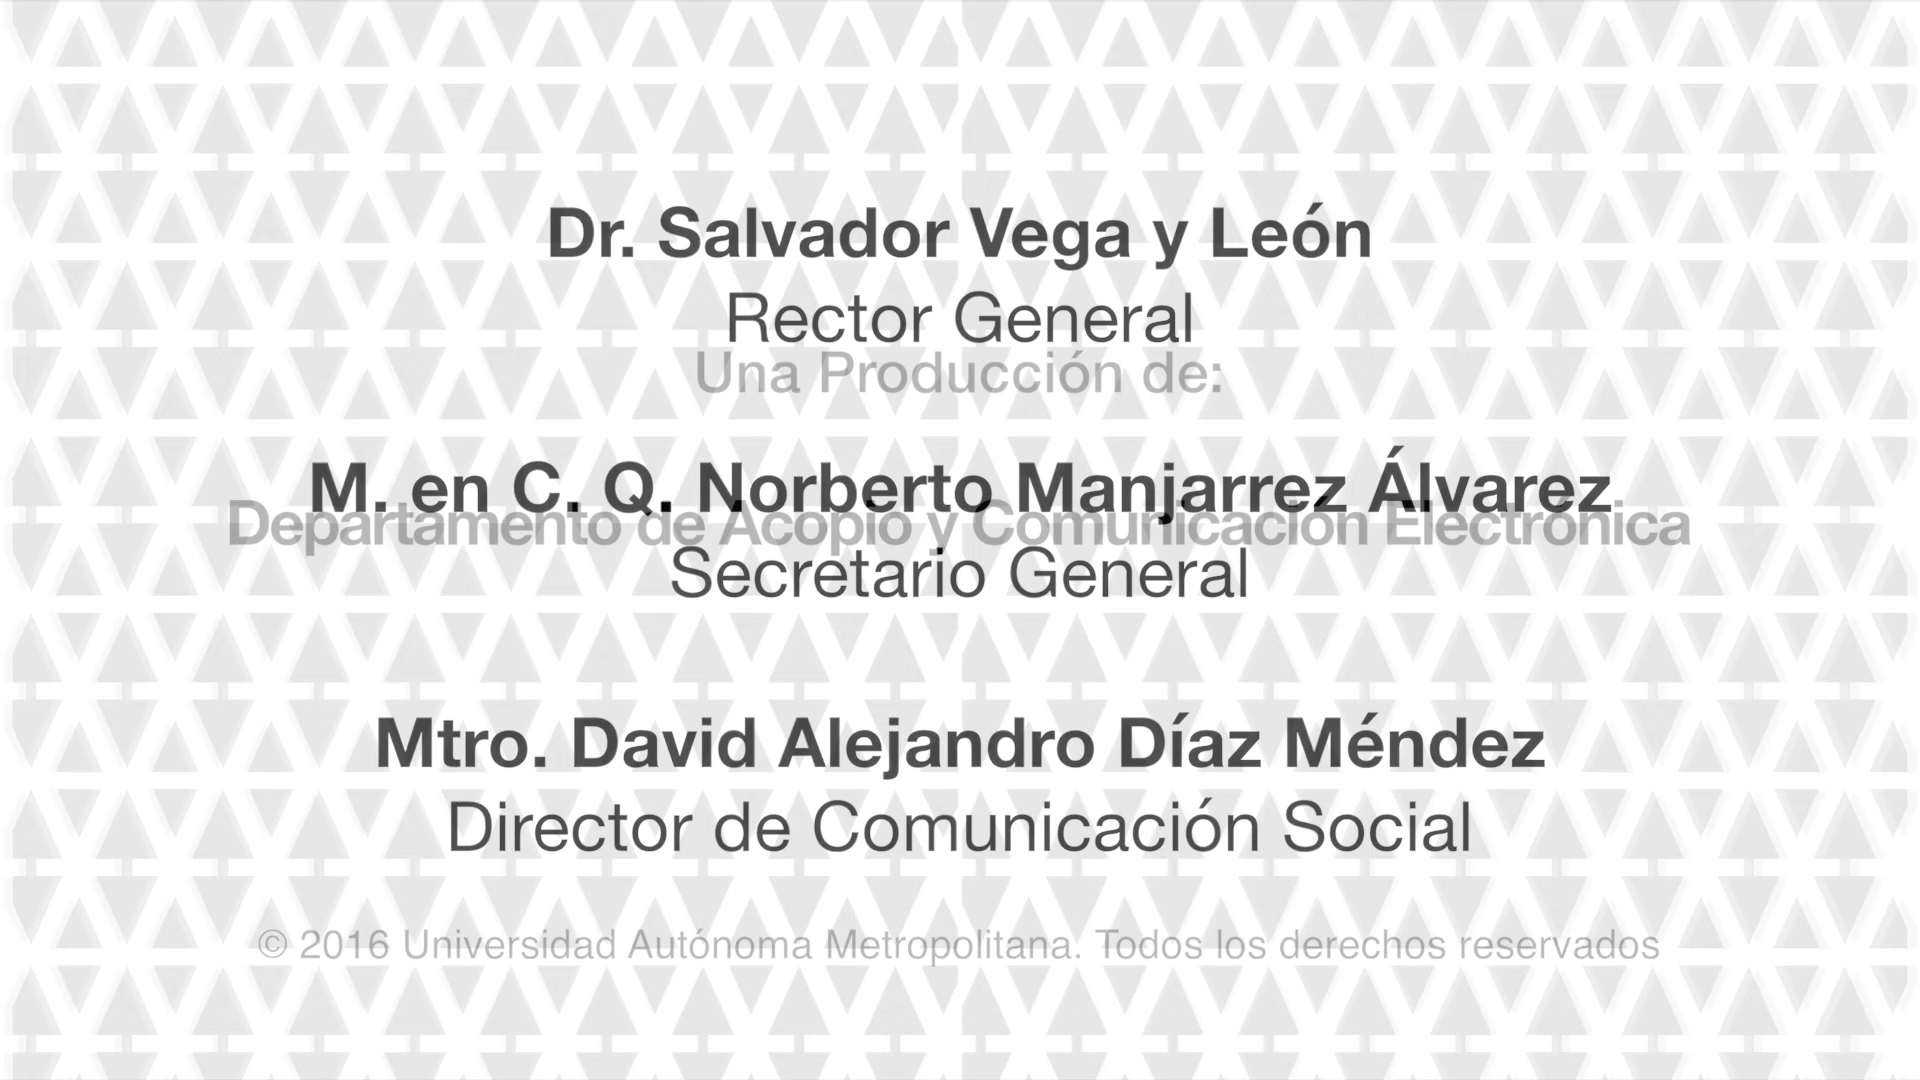 Dr. Salvador Vega y León
Rector General
Una Producción de:
M. en C. Q. Norberto Manjarrez Álvarez
Departamento de Acopio y Comunicación Electrónica
Secretario General
Mtro. David Alejandro Díaz Méndez
Director de Comunicación Social
© 2016 Universidad Autónoma Metropolitana. Todos los derechos reservados